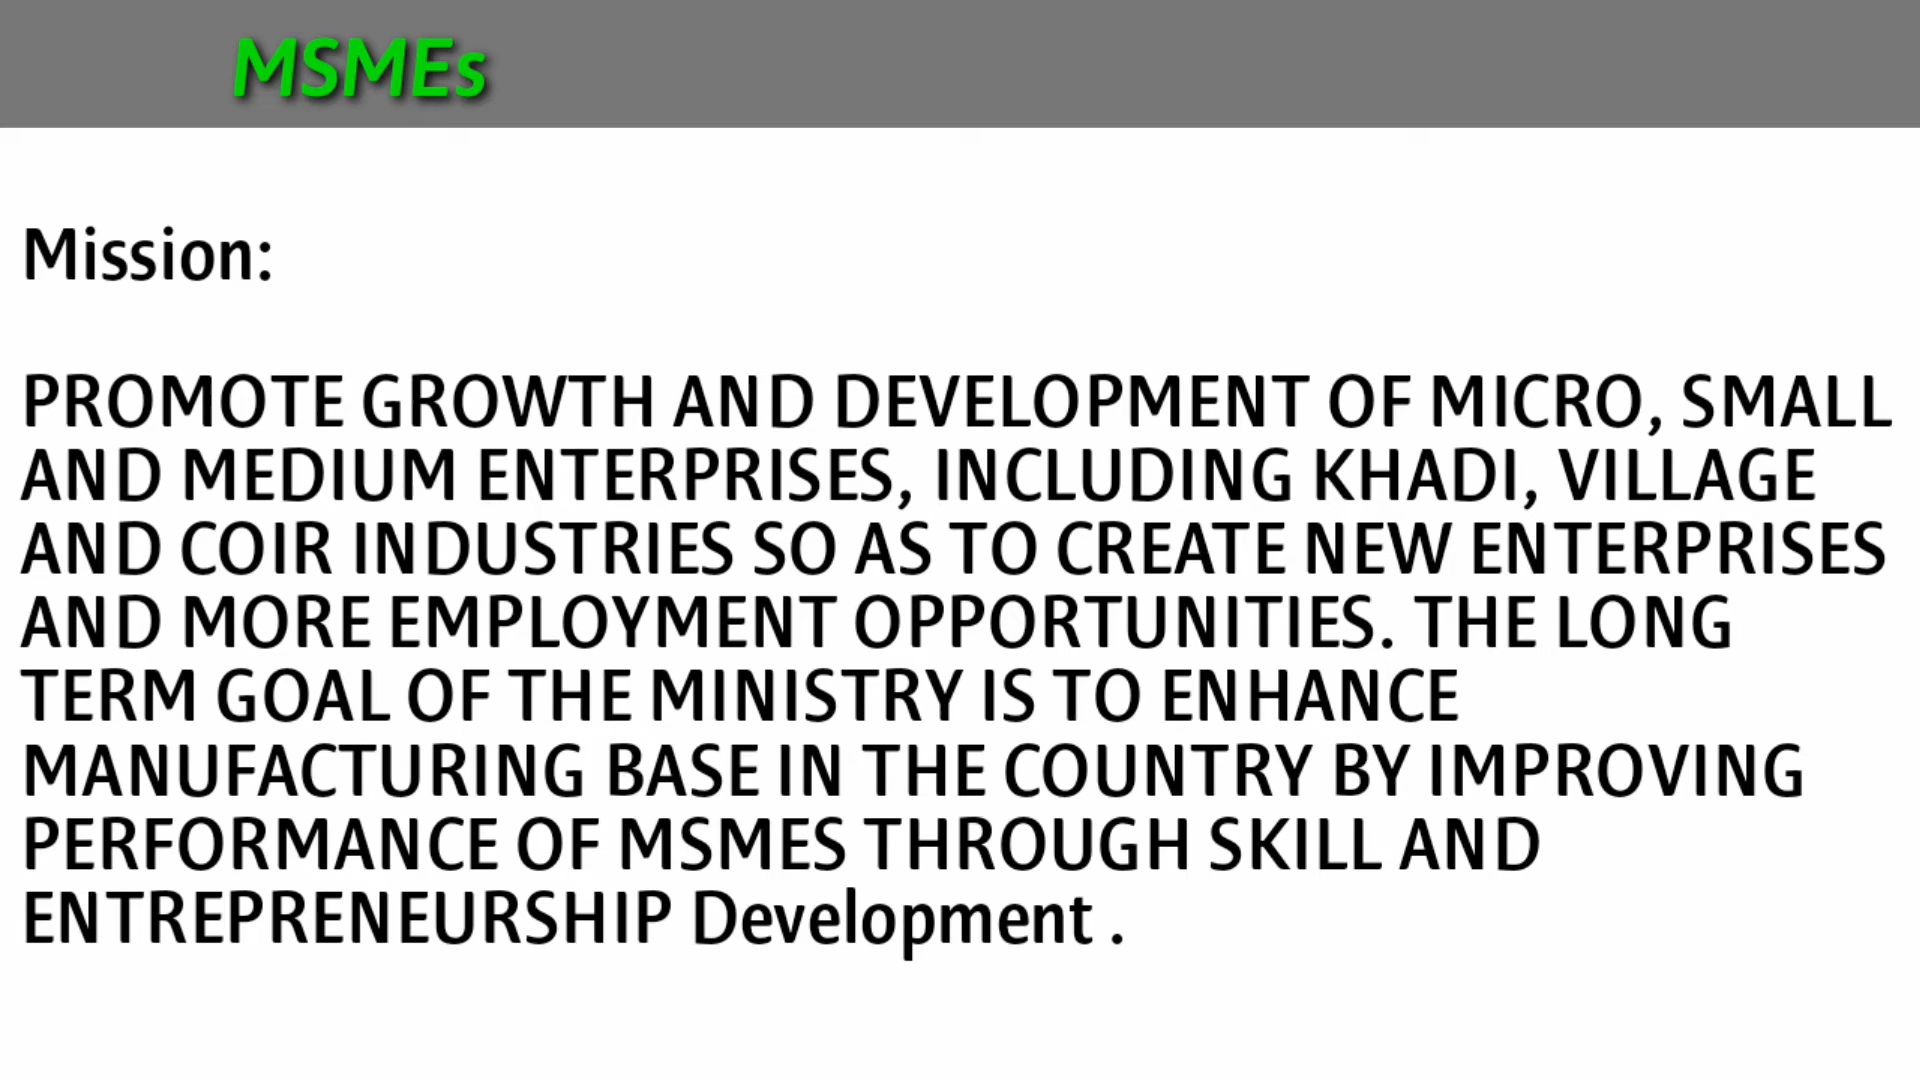 MSMEs
Mission:
PROMOTE GROWTH AND DEVELOPMENT OF MICRO, SMALL
AND MEDIUM ENTERPRISES, INCLUDING KHADI, VILLAGE
AND COIR INDUSTRIES SO AS TO CREATE NEW ENTERPRISES
AND MORE EMPLOYMENT OPPORTUNITIES. THE LONG
TERM GOAL OF THE MINISTRY IS TO ENHANCE
MANUFACTURING BASE IN THE COUNTRY BY IMPROVING
PERFORMANCE OF MSMES THROUGH SKILL AND
ENTREPRENEURSHIP Development .